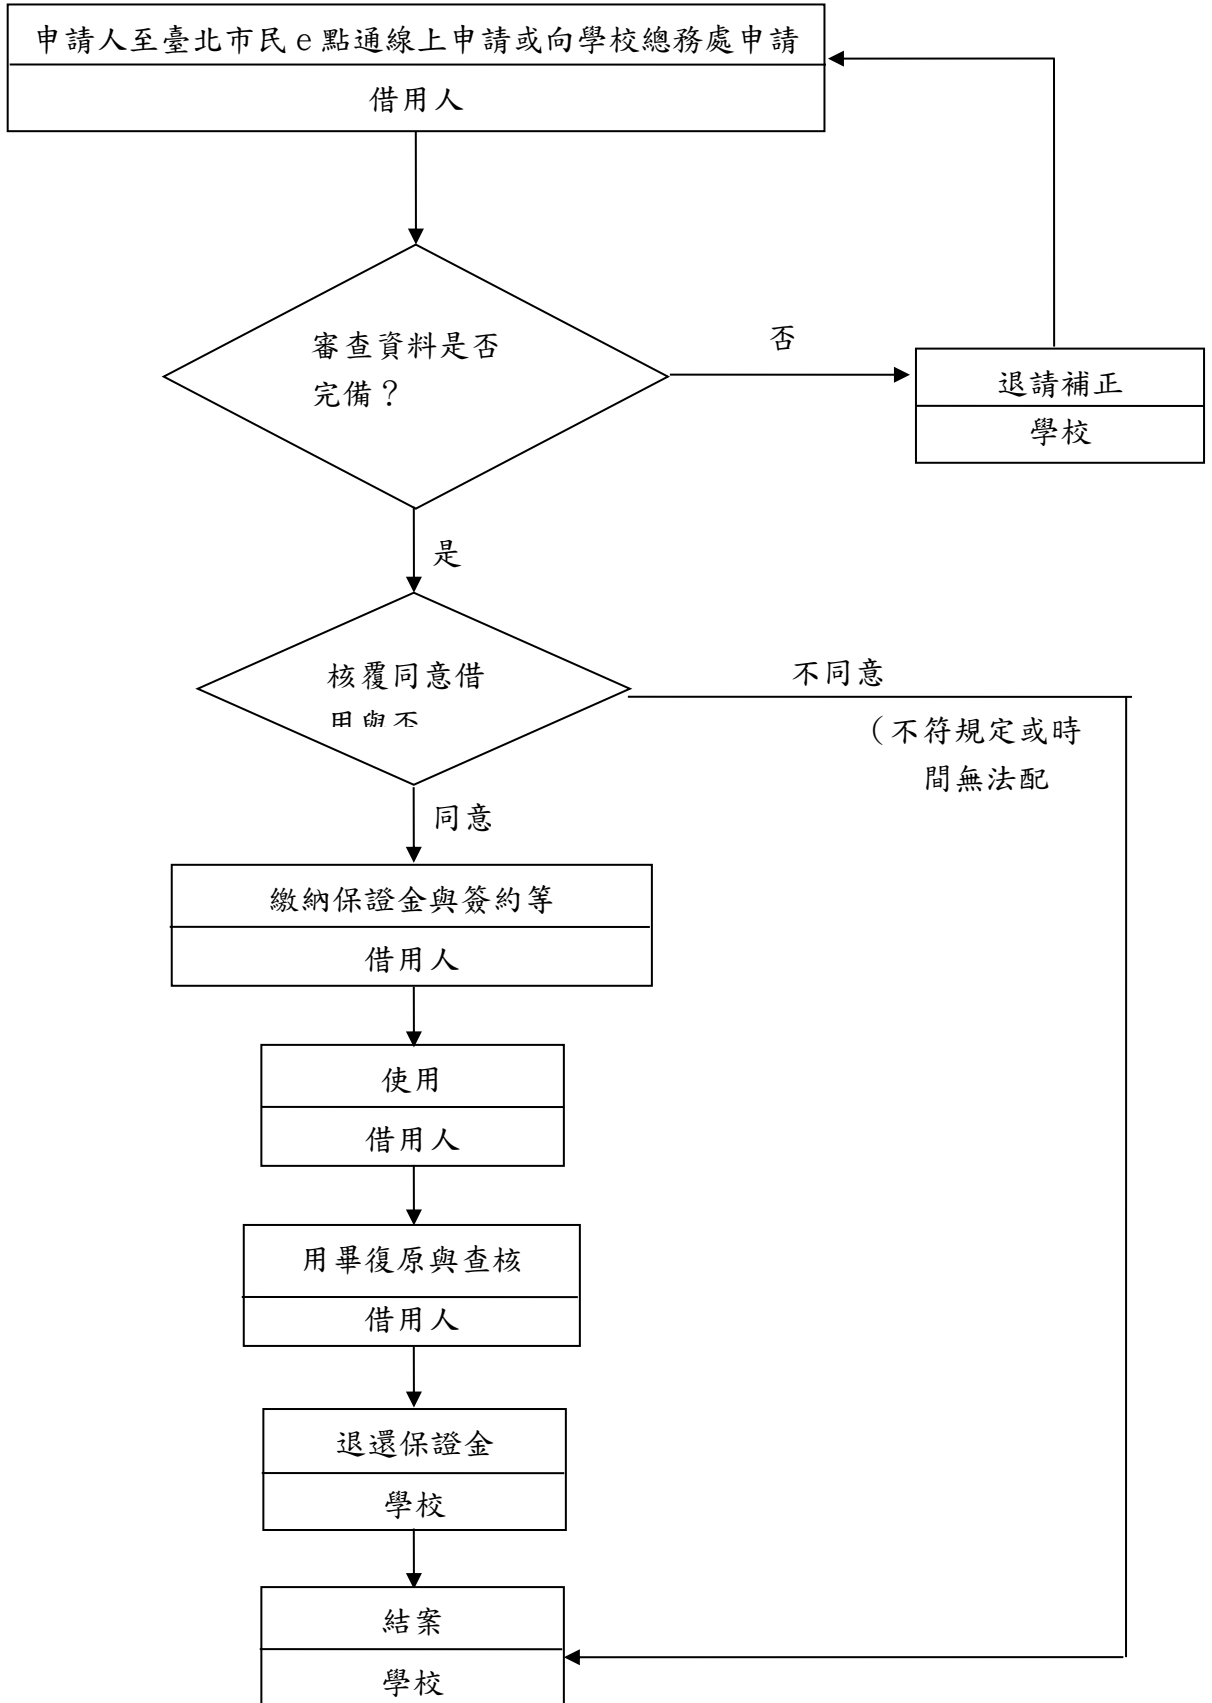 申請人至臺北市民e點通線上申請或向學校總務處申請
借用人
審查資料是否
完備？
否
退請補正
學校
是
核覆同意借
用與否
不同意
（不符規定或時
間無法配
同意
繳納保證金與簽約等
借用人
使用
借用人
用畢復原與查核
借用人
退還保證金
學校
結案
學校